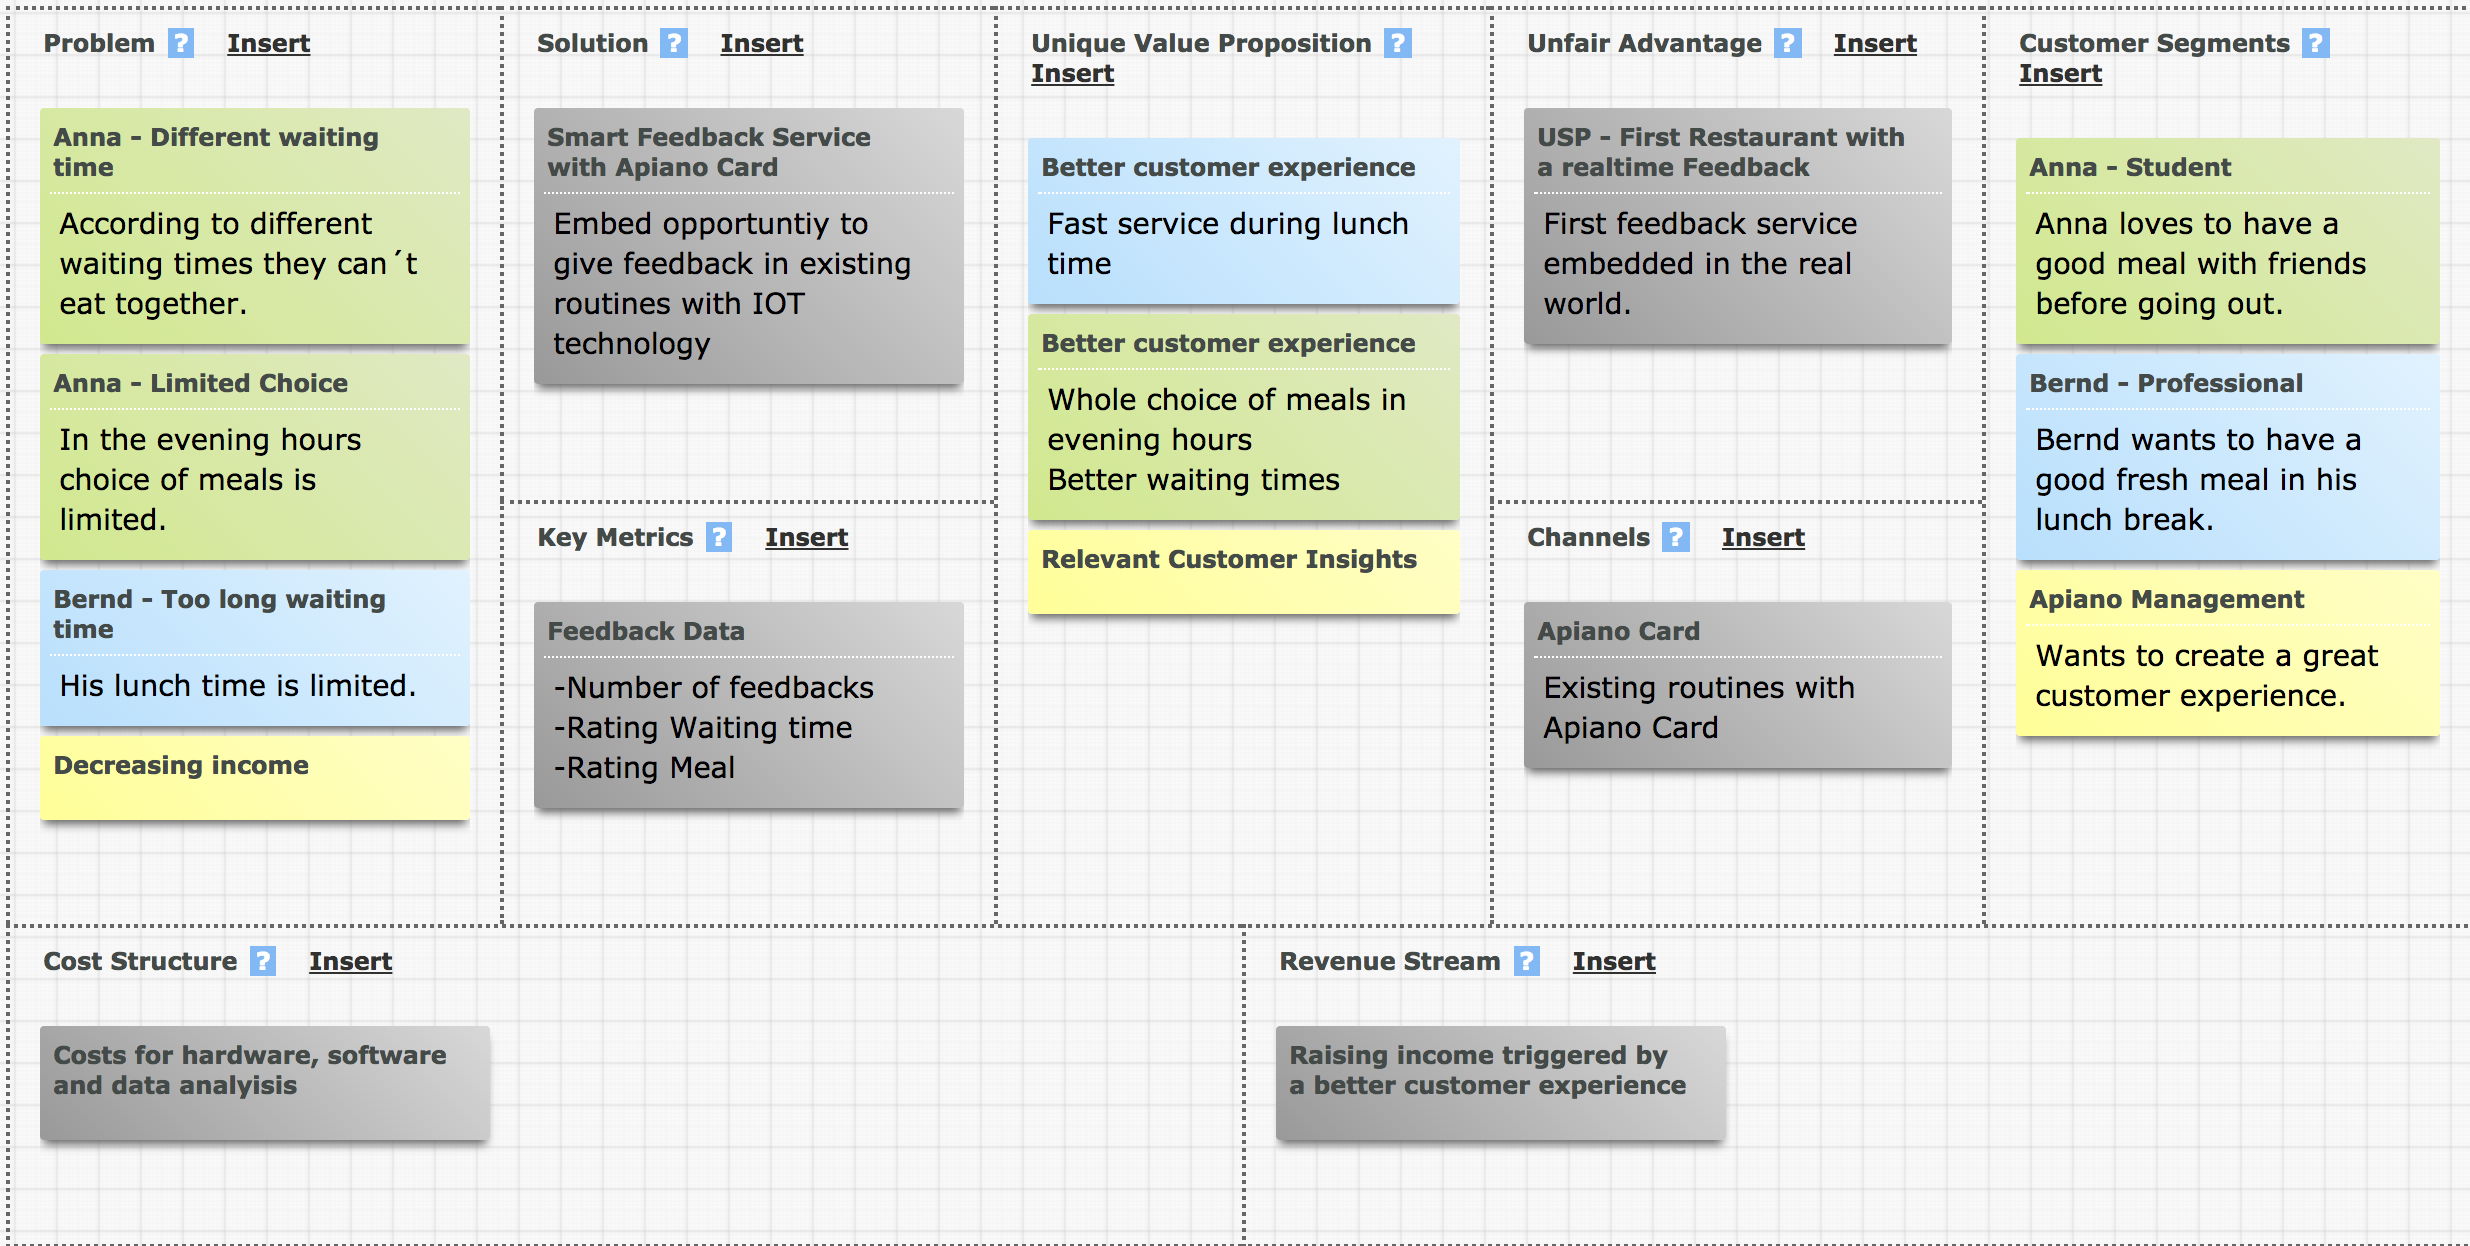 Problem ? Insert
Anna - Different waiting
time
According to different
waiting times they can´t
eat together.
Anna - Limited Choice
In the evening hours
choice of meals is
limited.
Bernd - Too long waiting
time
His lunch time is limited.
Decreasing income
Solution ? Insert
Smart Feedback Service
with Apiano Card
Embed opportuntiy to
give feedback in existing
routines with IOT
technology
Key Metrics ? Insert
Feedback Data
-Number of feedbacks
-Rating Waiting time
-Rating Meal
Unique Value Proposition ?
Insert
Better customer experience
Fast service during lunch
time
Better customer experience
Whole choice of meals in
evening hours
Better waiting times
Relevant Customer Insights
Unfair Advantage ? Insert
USP - First Restaurant with
a realtime Feedback
First feedback service
embedded in the real
world.
Channels ? Insert
Apiano Card
Existing routines with
Apiano Card
Customer Segments ?
Insert
Anna - Student
Anna loves to have a
good meal with friends
before going out.
Bernd - Professional
Bernd wants to have a
good fresh meal in his
lunch break.
Apiano Management
Wants to create a great
customer experience.
Cost Structure ? Insert
Costs for hardware, software
and data analyisis
Revenue Stream ? Insert
Raising income triggered by
a better customer experience